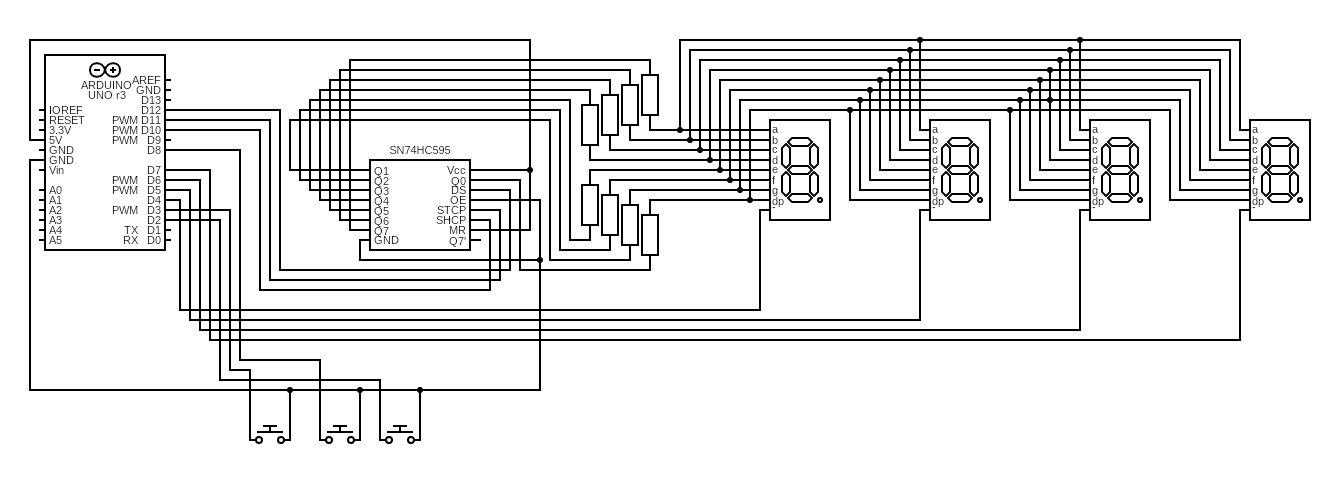 ARDUINO
UNO r3
AREF
GND
D13
IOREF D12
RESET PWM D11
3.3V PWM D10
5V PWM D9
GND D8
GND
Vin D7
PWM D6
A0 PWM D5
A1 D4
A2 PWM D3
A3 D2
A4 TX D1
A5 RX D0
SN74HC595
Q1 Vcc
Q2 Q0
Q3 DS
Q4 OE
Q5 STCP
Q6 SHCP
Q7 MR
GND Q7'
a
b
c
d
e
f
g
dp
-
a
b
c
d
e
f
g
dp
-
a
b
c
d
e
f
g
dp
-
a
b
c
d
e
f
g
dp
-